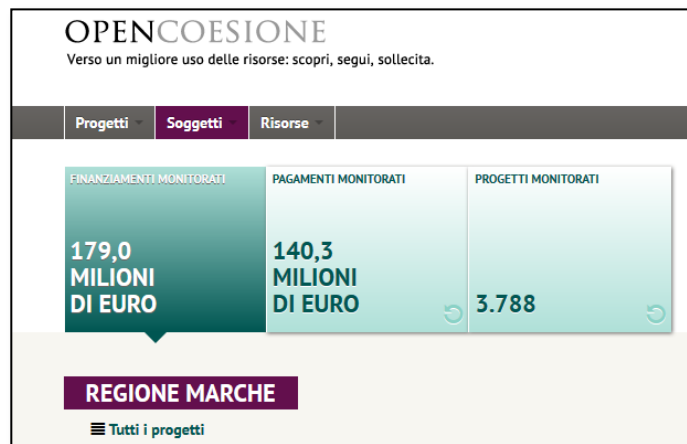 OPENCOESIONE
Verso un migliore uso delle risorse: scopri, segui, sollecita.
Progetti Soggetti Risorse
FINANZIAMENTI MONITORATI PAGAMENTI MONITORATI PROGETTI MONITORATI
179,0
MILIONI
DI EURO
140,3
MILIONI
DI EURO
3.788
REGIONE MARCHE
Tutti i progetti